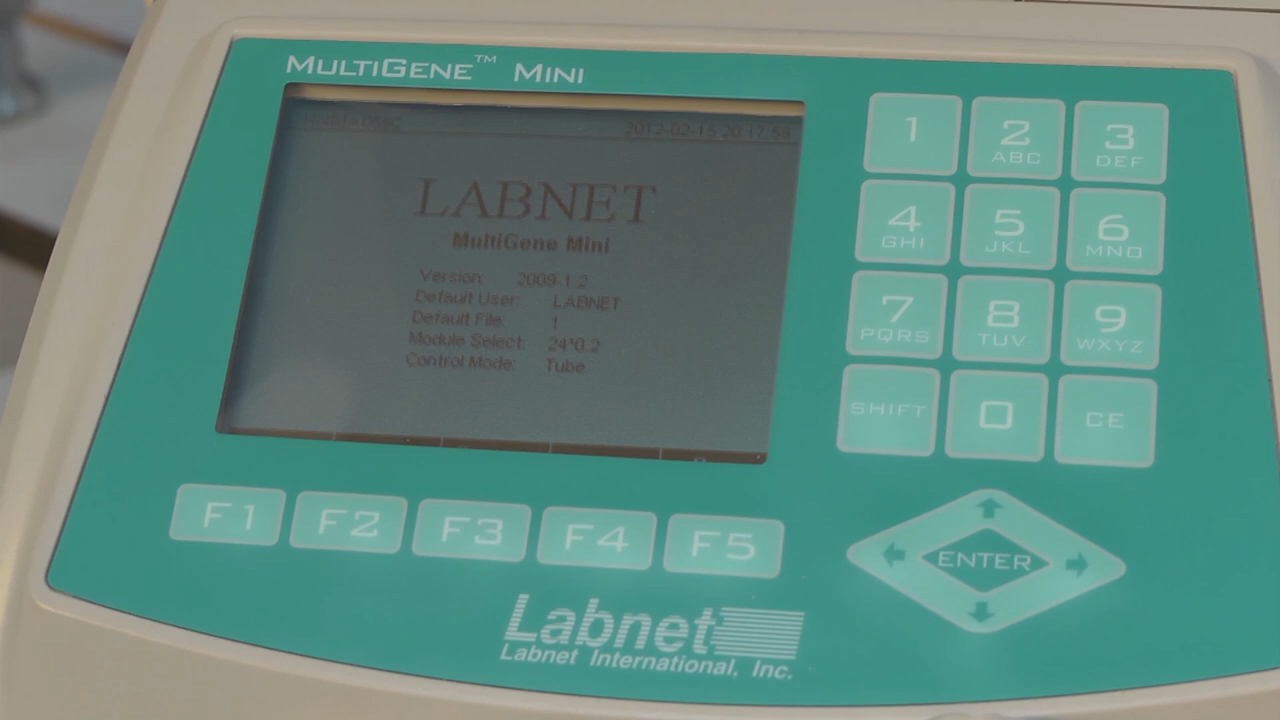 MULTIGENE™ MINI
2012-02-15 20:17:59
LABNET
MultiGene Mini
Version: 2009-1.2
Default User: LABNET
Default File: 1
Module Select: 24*0.2
Control Mode: Tube
1
2 ABC
3 DEF
4 GHI
5 JKL
6 MNO
7 PQRS
8 TUV
9 WXYZ
SHIFT
0
CE
F1
F2
F3
F4
F5
ENTER
Labnet
Labnet International, Inc.